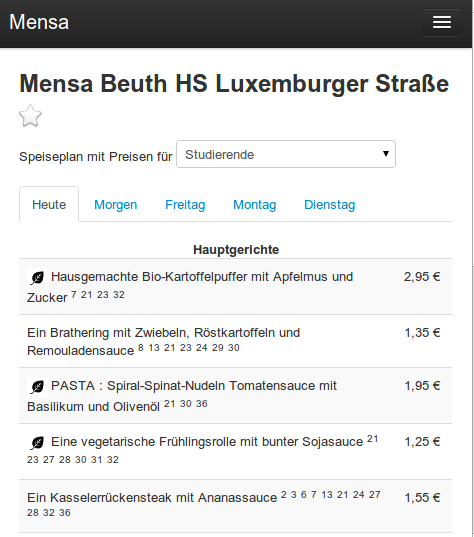 Mensa
Mensa Beuth HS Luxemburger Straße
Speiseplan mit Preisen für Studierende
Heute Morgen Freitag Montag Dienstag
Hauptgerichte
Hausgemachte Bio-Kartoffelpuffer mit Apfelmus und 2,95 €
Zucker 7 21 23 32
Ein Brathering mit Zwiebeln, Röstkartoffeln und 1,35 €
Remouladensauce 8 13 21 23 24 29 30
PASTA : Spiral-Spinat-Nudeln Tomatensauce mit 1,95 €
Basilikum und Olivenöl 21 30 36
Eine vegetarische Frühlingsrolle mit bunter Sojasauce 21 1,25 €
23 27 28 30 31 32
Ein Kasselerrückensteak mit Ananassauce 2 3 6 7 13 21 24 27 1,55 €
28 32 36